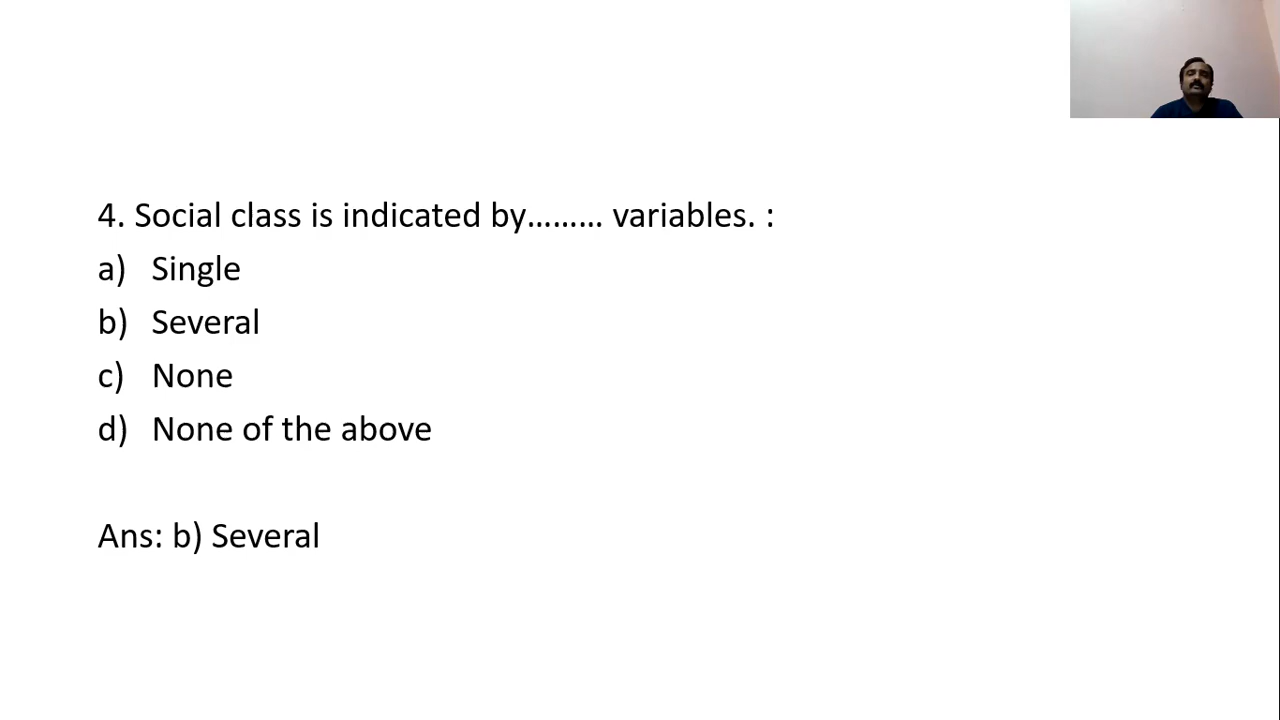 4. Social class is indicated by……… variables. :
a) Single
b) Several
c) None
d) None of the above
Ans: b) Several